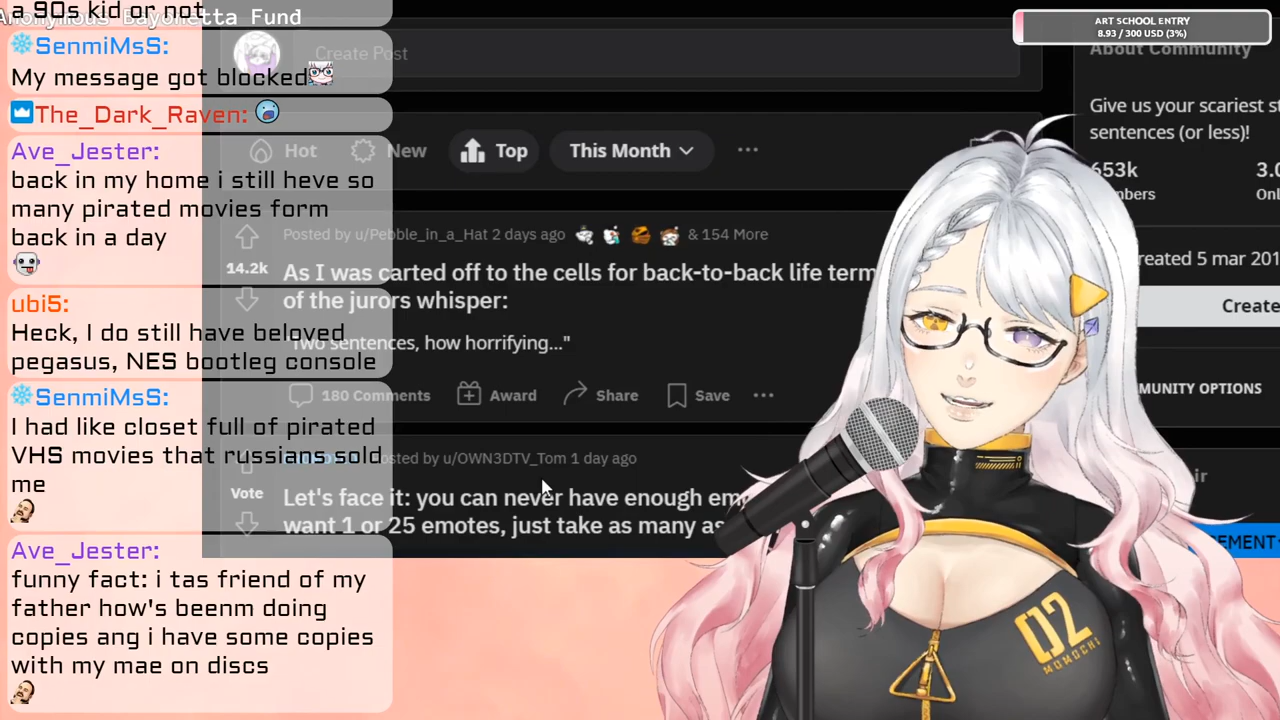 a 90s kid or not
Anonymous Bayonetta Fund
SenmiMsS:
My message got blocked
The_Dark_Raven:
Ave_Jester:
back in my home i still heve so
many pirated movies form
back in a day
ubi5:
Heck, I do still have beloved
pegasus, NES bootleg console
SenmiMsS:
I had like closet full of pirated
VHS movies that russians sold
me
Ave_Jester:
funny fact: i tas friend of my
father how's beenm doing
copies ang i have some copies
with my mae on discs
Create Post
Hot
New
Top
This Month
Posted by u/Pebble_in_a_Hat 2 days ago
& 154 More
14.2k
As I was carted off to the cells for back-to-back life term
of the jurors whisper:
Two sentences, how horrifying..."
180 Comments
Award
Share
Save
Posted by u/OWN3DTV_Tom 1 day ago
Vote
Let's face it: you can never have enough em
want 1 or 25 emotes, just take as many as
ART SCHOOL ENTRY
8.93 / 300 USD (3%)
About Community
Give us your scariest st
sentences (or less)!
653k
3.0
mbers
Onl
reated 5 mar 201
Create
MUNITY OPTIONS
EMENT
02
MOMOCHI